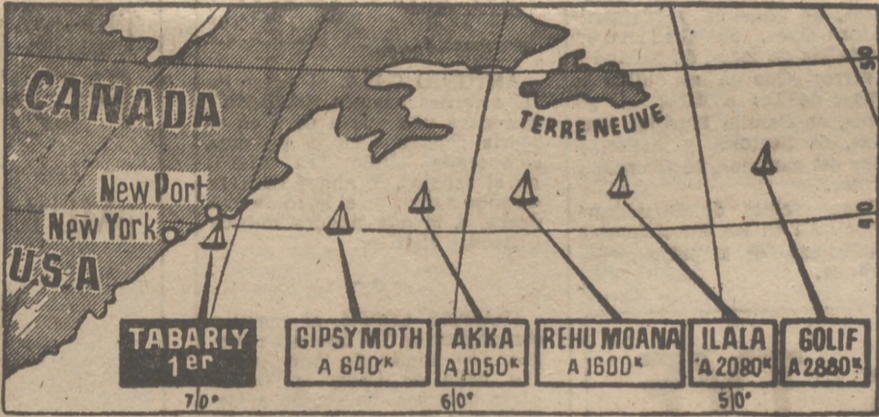 CANADA
50
TERRE NEUVE
New Port
New York
40
U.S.A
TABARLY
1er
GIPSY MOTH
A 640K
AKKA
A 1050K
REHU MOANA
A 1600K
ILALA
A 2080K
GOLIF
A 2880K
70°
60°
50°